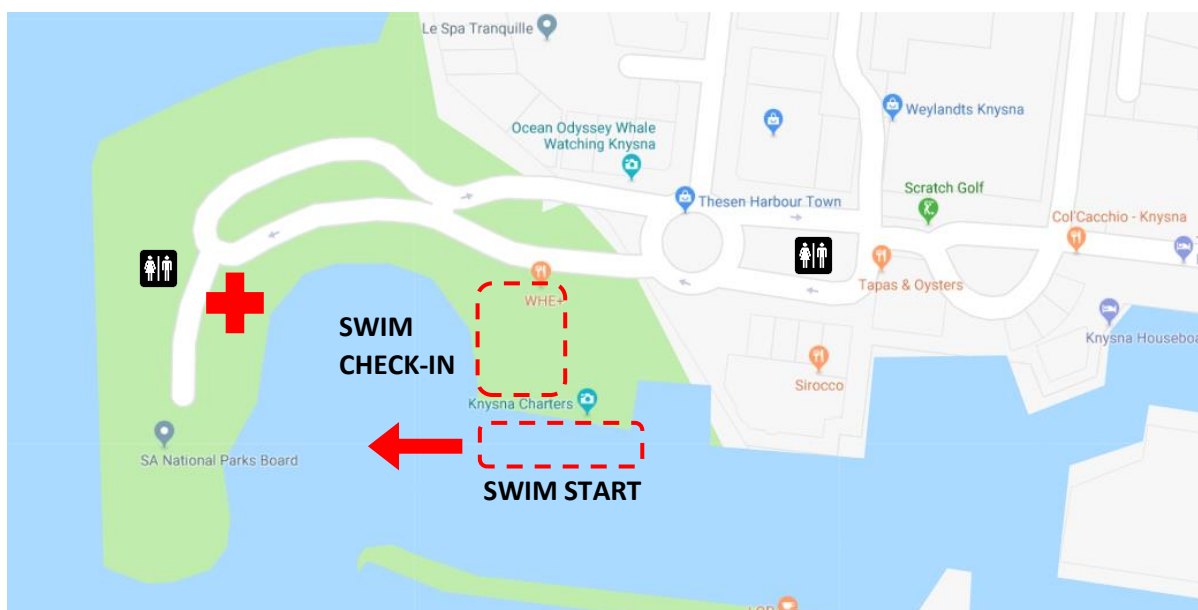 Le Spa Tranquille
Weylandts Knysna
Ocean Odyssey Whale
Watching Knysna
Scratch Golf
Thesen Harbour Town
Col'Cacchio - Knysna
Tapas & Oysters
WHE+
SWIM
CHECK-IN
Knysna Housebo
Sirocco
Knysna Charters
SA National Parks Board
SWIM START